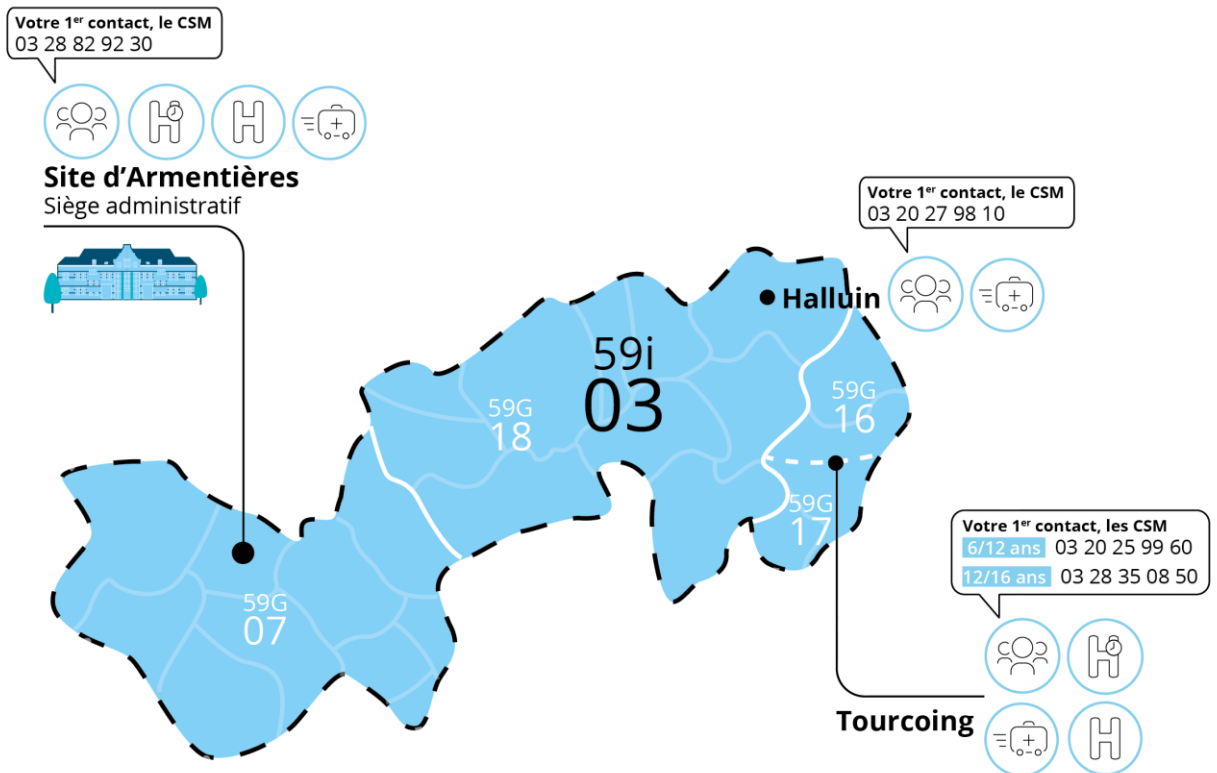 Votre 1er contact, le CSM
03 28 82 92 30
Site d'Armentières
Siège administratif
Votre 1er contact, le CSM
03 20 27 98 10
Halluin
59i
03
59G
18
59G
16
59G
17
59G
07
Votre 1er contact, les CSM
6/12 ans 03 20 25 99 60
12/16 ans 03 28 35 08 50
Tourcoing